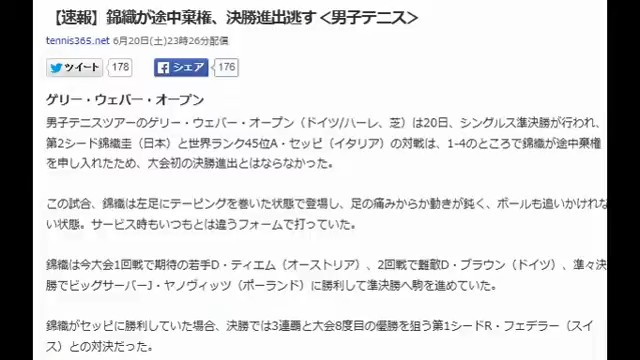 【速報】錦織が途中棄権、決勝進出逃す＜男子テニス＞
tennis365.net 6月20日(土)23時26分配信
ツイート 178 シェア 176
ゲリー・ウェバー・オープン
男子テニスツアーのゲリー・ウェバー・オープン（ドイツ/ハーレ、芝）は20日、シングルス準決勝が行われ、
第2シード錦織圭（日本）と世界ランク45位A・セッピ（イタリア）の対戦は、1-4のところで錦織が途中棄権
を申し入れたため、大会初の決勝進出とはならなかった。
この試合、錦織は左足にテーピングを巻いた状態で登場し、足の痛みからか動きが鈍く、ボールも追いかけれな
い状態。サービス時もいつもとは違うフォームで打っていた。
錦織は今大会1回戦で期待の若手D・ティエム（オーストリア）、2回戦で難敵D・ブラウン（ドイツ）、準々決
勝でビッグサーバーJ・ヤノヴィッツ（ポーランド）に勝利して準決勝へ駒を進めていた。
錦織がセッピに勝利していた場合、決勝では3連覇と大会8度目の優勝を狙う第1シードR・フェデラー（スイ
ス）との対決だった。